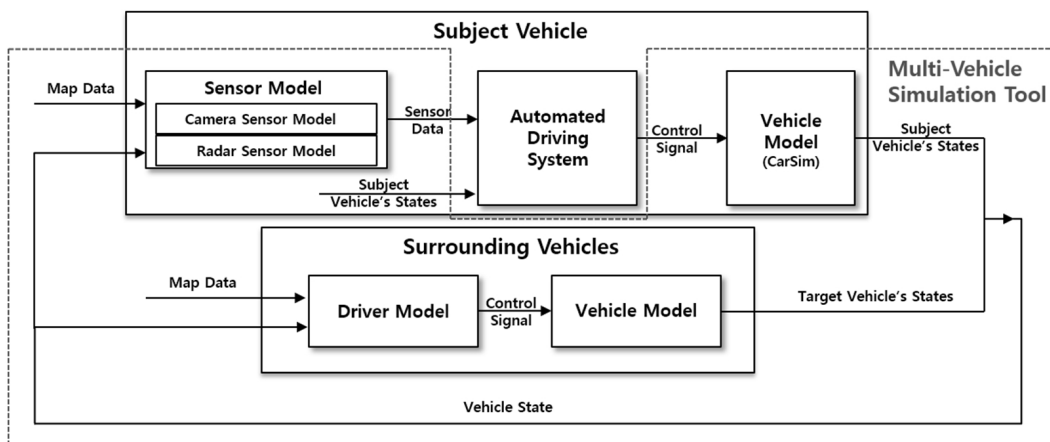 Subject Vehicle
Multi-Vehicle
Simulation Tool
Map Data
Sensor Model
Camera Sensor Model
Radar Sensor Model
Sensor
Data
Subject
Vehicle's States
Automated
Driving
System
Control
Signal
Vehicle
Model
(CarSim)
Subject
Vehicle's States
Surrounding Vehicles
Map Data
Driver Model
Control
Signal
Vehicle Model
Target Vehicle's States
Vehicle State